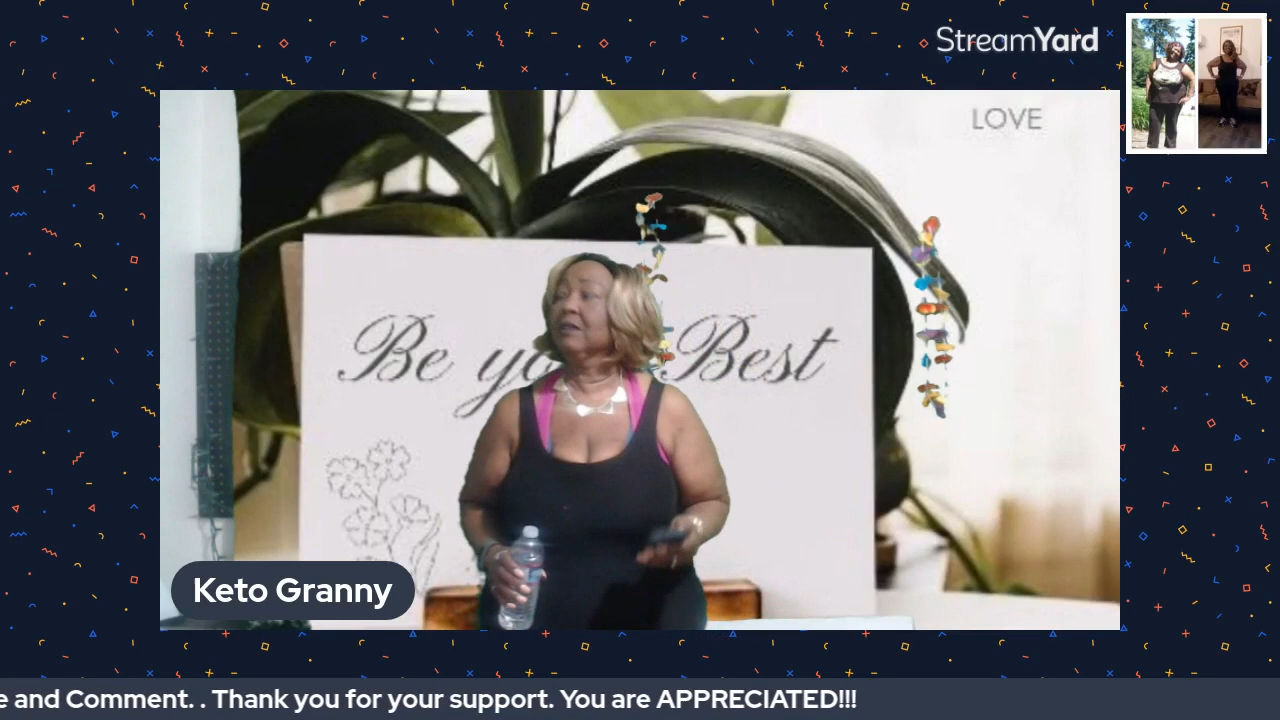 StreamYard
LOVE
Be yo Best
Keto Granny
e and Comment. . Thank you for your support. You are APPRECIATED!!!